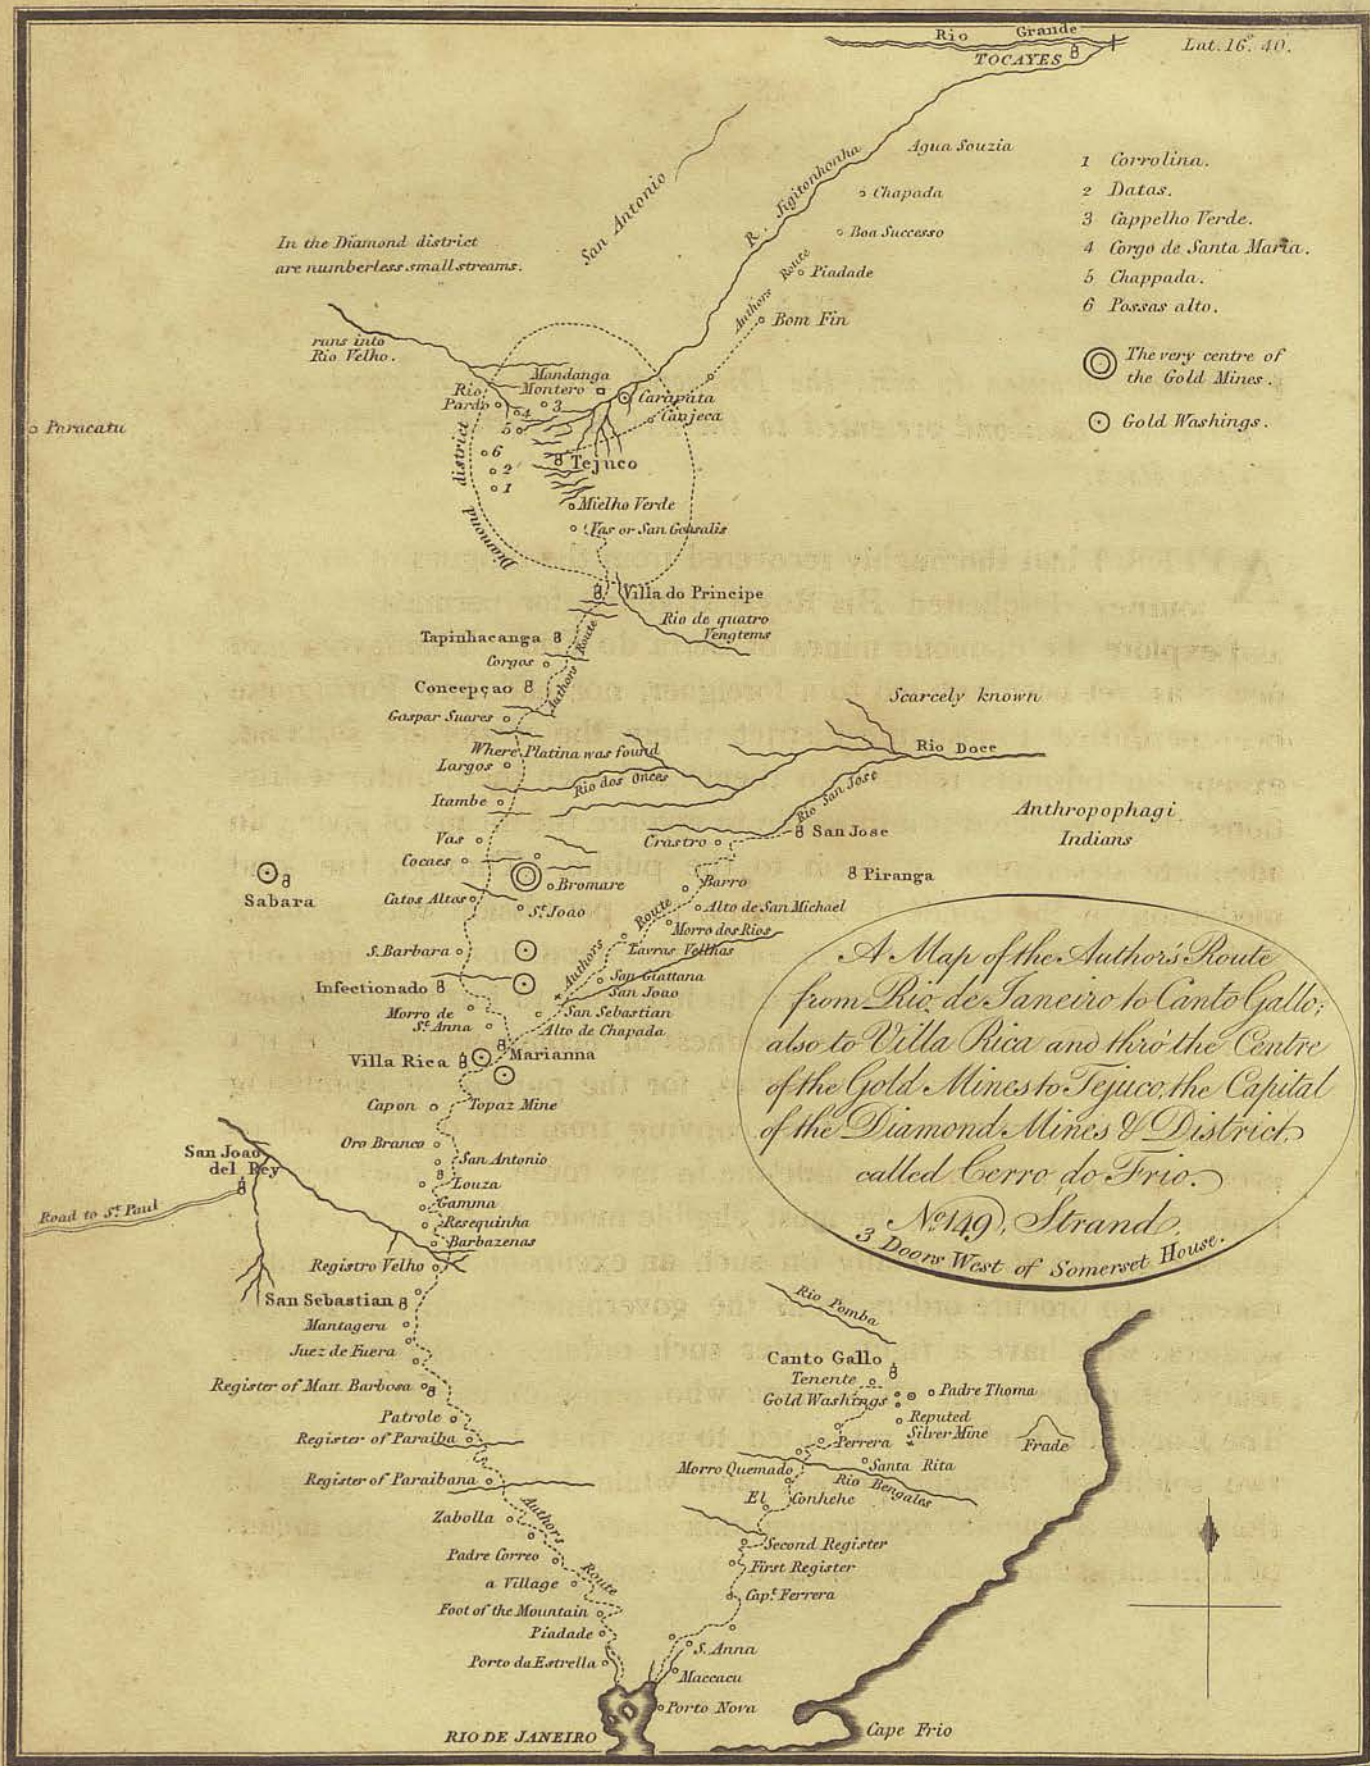 Rio Grande
Lat. 16° 40'.
TOCAYES
Agua Souzia
R. Jigitonhonha
Chapada
San Antonio
Boa Successo
Authors Route
Piadade
Bom Fin
In the Diamond district
are numberless small streams.
1 Corrolina.
2 Datas.
3 Cappelho Verde.
4 Corgo de Santa Maria.
5 Chappada.
6 Possas alto.
The very centre of
the Gold Mines.
Gold Washings.
runs into
Rio Velho.
Mandanga
Montero
Rio
Pardo
4
3
5
6
2
1
Carapata
Canjeca
Paracatu
Tejuco
Diamond district
Mielho Verde
Vas or San Gonsalis
Villa do Principe
Rio de quatro
Vengtems
Tapinhacanga
Corgos
Authors Route
Concepçao
Gaspar Suares
Scarcely known
Where Platina was found
Largos
Rio Doce
Rio dos Onces
Itambe
Rio San Jose
Anthropophagi
Indians
Vas
Crastro
San Jose
Cocaes
Piranga
Sabara
Bromare
Barro
Catos Altos
St. Joao
Alto de San Michael
Authors Route
Morro dos Rios
S. Barbara
Lavras Vellhas
Infectionado
San Giattana
San Joao
Morro de
St. Anna
San Sebastian
Alto de Chapada
Villa Rica
Marianna
Capon
Topaz Mine
A Map of the Author's Route
from Rio de Janeiro to Canto Gallo;
also to Villa Rica and thro' the Centre
of the Gold Mines to Tejuco, the Capital
of the Diamond Mines & District,
called Cerro do Frio.
No. 149, Strand.
3 Doors West of Somerset House.
Oro Branco
San Joao
del Rey
San Antonio
Louza
Road to St. Paul
Gamma
Resequinha
Barbazenas
Registro Velho
San Sebastian
Rio Pomba
Mantagera
Juez de Fuera
Canto Gallo
Tenente
Register of Matt. Barbosa
Gold Washings
Padre Thoma
Patrole
Reputed
Silver Mine
Register of Paraiba
Perrera
Frade
Santa Rita
Morro Quemado
Rio Bengales
Register of Paraibana
El Conhehe
Authors Route
Zabolla
Second Register
Padre Correo
First Register
a Village
Capt. Ferrera
Foot of the Mountain
Piadade
S. Anna
Porto da Estrella
Maccacu
Porto Nova
RIO DE JANEIRO
Cape Frio